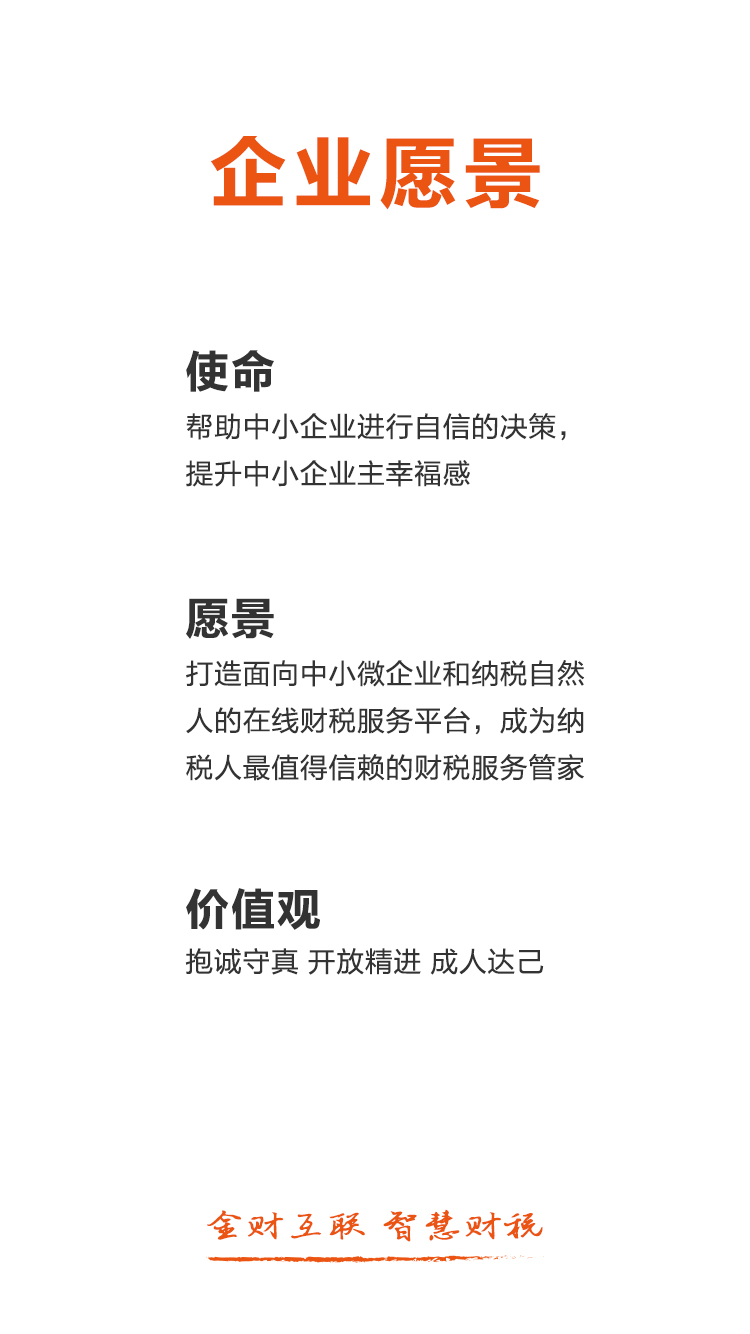 企业愿景
使命
帮助中小企业进行自信的决策，
提升中小企业主幸福感
愿景
打造面向中小微企业和纳税自然
人的在线财税服务平台，成为纳
税人最值得信赖的财税服务管家
价值观
抱诚守真 开放精进 成人达己
金财互联 智慧财税